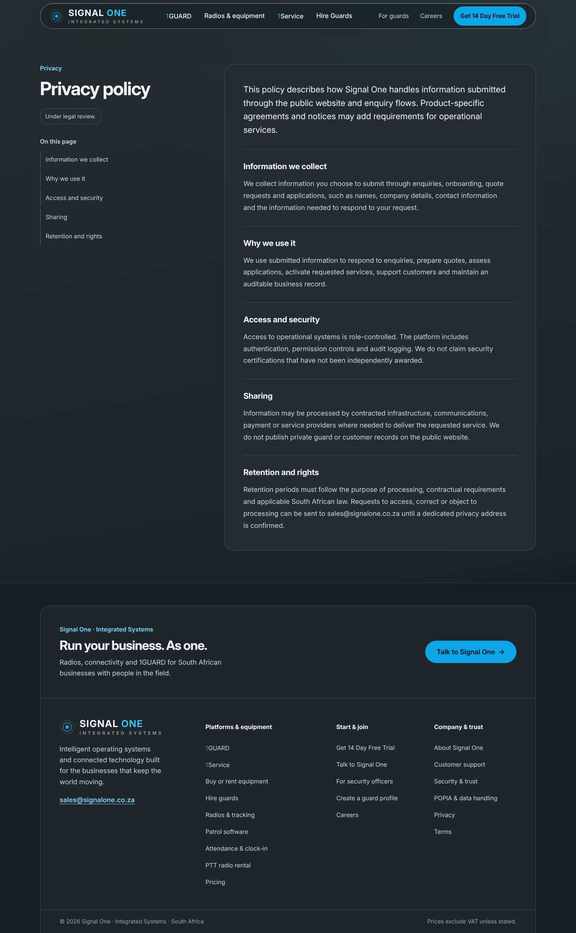 SIGNAL ONE
INTEGRATED SYSTEMS
1GUARD
Radios & equipment
1Service
Hire Guards
For guards
Careers
Get 14 Day Free Trial
Privacy
Privacy policy
Under legal review.
On this page
Information we collect
Why we use it
Access and security
Sharing
Retention and rights
This policy describes how Signal One handles information submitted
through the public website and enquiry flows. Product-specific
agreements and notices may add requirements for operational
services.
Information we collect
We collect information you choose to submit through enquiries, onboarding, quote
requests and applications, such as names, company details, contact information
and the information needed to respond to your request.
Why we use it
We use submitted information to respond to enquiries, prepare quotes, assess
applications, activate requested services, support customers and maintain an
auditable business record.
Access and security
Access to operational systems is role-controlled. The platform includes
authentication, permission controls and audit logging. We do not claim security
certifications that have not been independently awarded.
Sharing
Information may be processed by contracted infrastructure, communications,
payment or service providers where needed to deliver the requested service. We
do not publish private guard or customer records on the public website.
Retention and rights
Retention periods must follow the purpose of processing, contractual requirements
and applicable South African law. Requests to access, correct or object to
processing can be sent to sales@signalone.co.za until a dedicated privacy address
is confirmed.
Signal One · Integrated Systems
Run your business. As one.
Radios, connectivity and 1GUARD for South African
businesses with people in the field.
Talk to Signal One →
SIGNAL ONE
INTEGRATED SYSTEMS
Intelligent operating systems
and connected technology built
for the businesses that keep the
world moving.
sales@signalone.co.za
Platforms & equipment
1GUARD
1Service
Buy or rent equipment
Hire guards
Radios & tracking
Patrol software
Attendance & clock-in
PTT radio rental
Pricing
Start & join
Get 14 Day Free Trial
Talk to Signal One
For security officers
Create a guard profile
Careers
Company & trust
About Signal One
Customer support
Security & trust
POPIA & data handling
Privacy
Terms
© 2026 Signal One · Integrated Systems · South Africa
Prices exclude VAT unless stated.